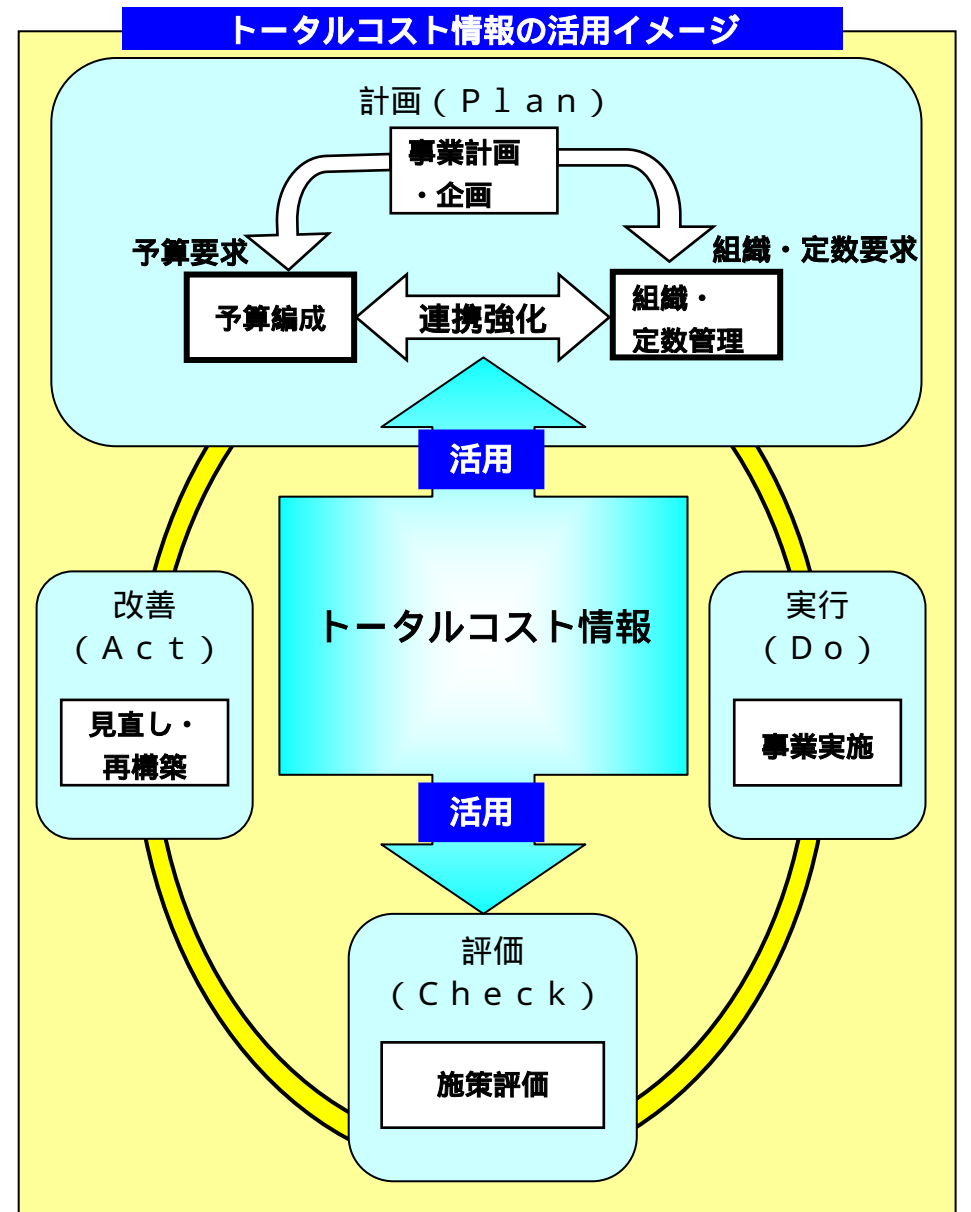 トータルコスト情報の活用イメージ
計画（Ｐｌａｎ）
事業計画
・企画
予算要求
組織・定数要求
予算編成
連携強化
組織・
定数管理
活用
トータルコスト情報
改善
（Ａｃｔ）
見直し・
再構築
実行
（Ｄｏ）
事業実施
活用
評価
（Ｃｈｅｃｋ）
施策評価